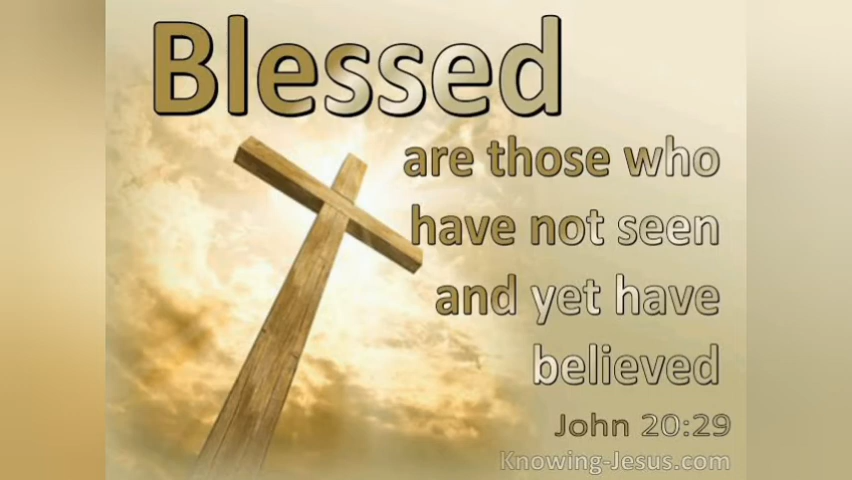 Blessed
are those who
have not seen
and yet have
believed
John 20:29
Knowing-Jesus.com